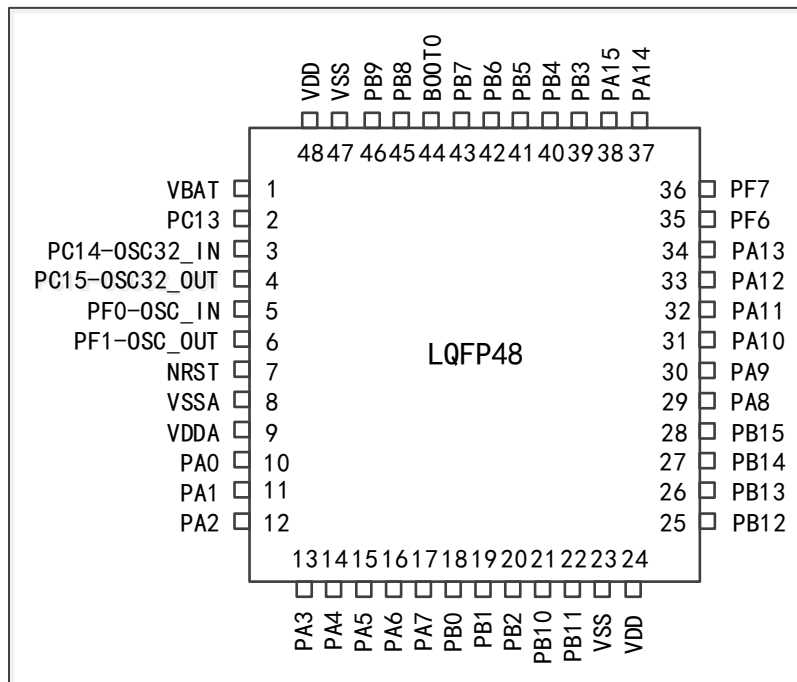 VDD VSS PB9 PB8 BOOT0 PB7 PB6 PB5 PB4 PB3 PA15 PA14
48 47 46 45 44 43 42 41 40 39 38 37
VBAT 1 36 PF7
PC13 2 35 PF6
PC14-OSC32_IN 3 34 PA13
PC15-OSC32_OUT 4 33 PA12
PF0-OSC_IN 5 32 PA11
PF1-OSC_OUT 6 31 PA10
LQFP48
NRST 7 30 PA9
VSSA 8 29 PA8
VDDA 9 28 PB15
PA0 10 27 PB14
PA1 11 26 PB13
PA2 12 25 PB12
13 14 15 16 17 18 19 20 21 22 23 24
PA3 PA4 PA5 PA6 PA7 PB0 PB1 PB2 PB10 PB11 VSS VDD